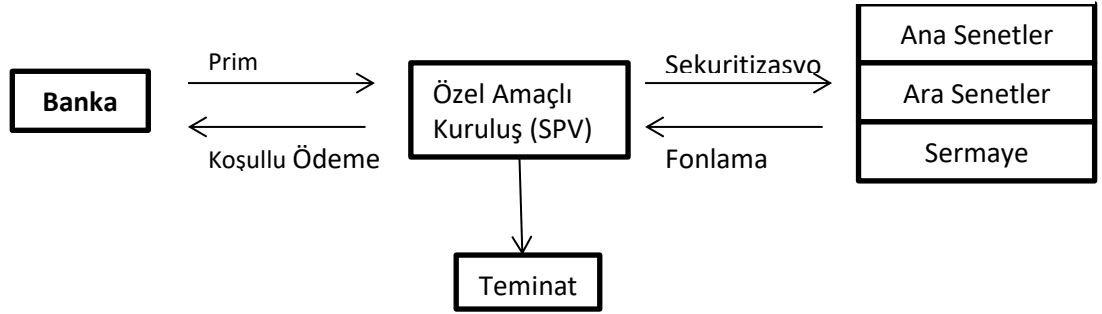 Banka
Prim
Koşullu Ödeme
Özel Amaçlı
Kuruluş (SPV)
Sekuritizasyo
Fonlama
Ana Senetler
Ara Senetler
Sermaye
Teminat